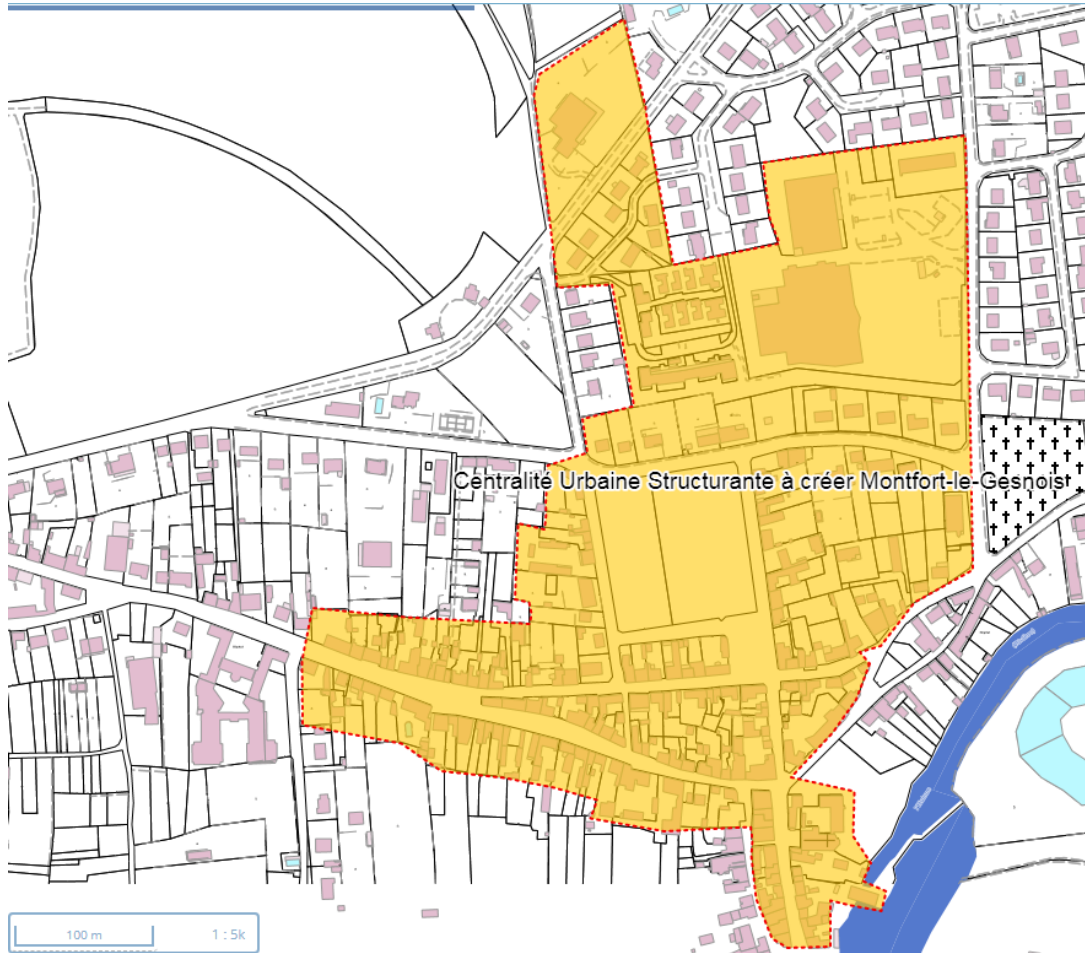 Centralité Urbaine Structurante à créer Montfort-le-Gesnois
100 m
1 : 5k